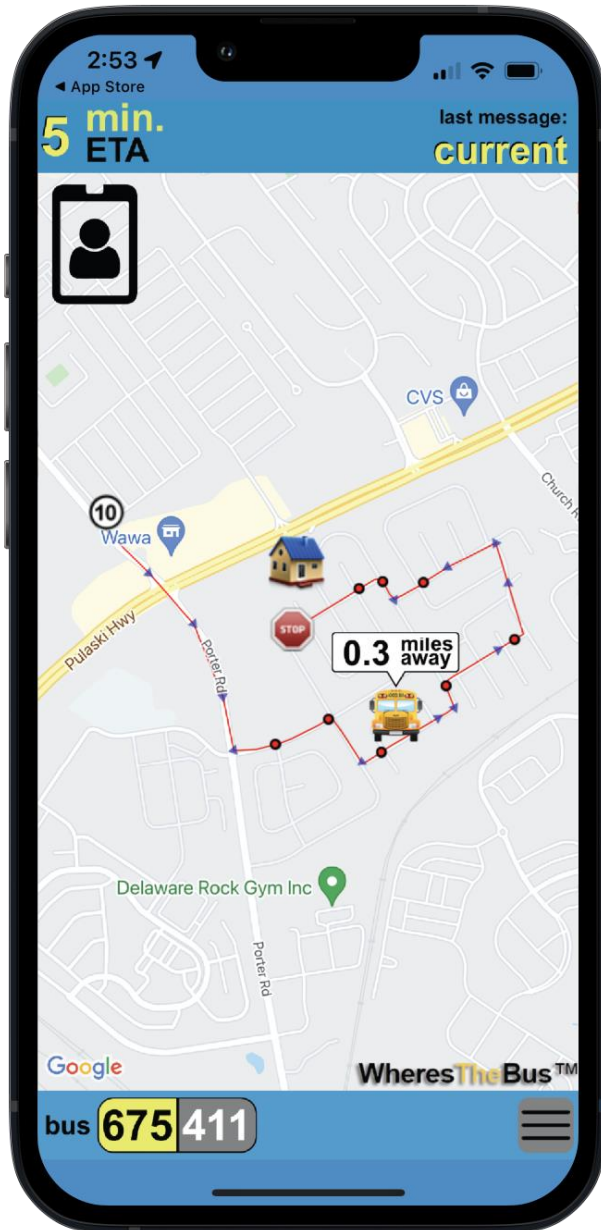 2:53
◀ App Store
5 min.
ETA
last message:
current
CVS
Church R
10
Wawa
Pulaski Hwy
Porter Rd
STOP
0.3 miles
away
Delaware Rock Gym Inc
Porter Rd
Google
WheresTheBus™
bus 675 411